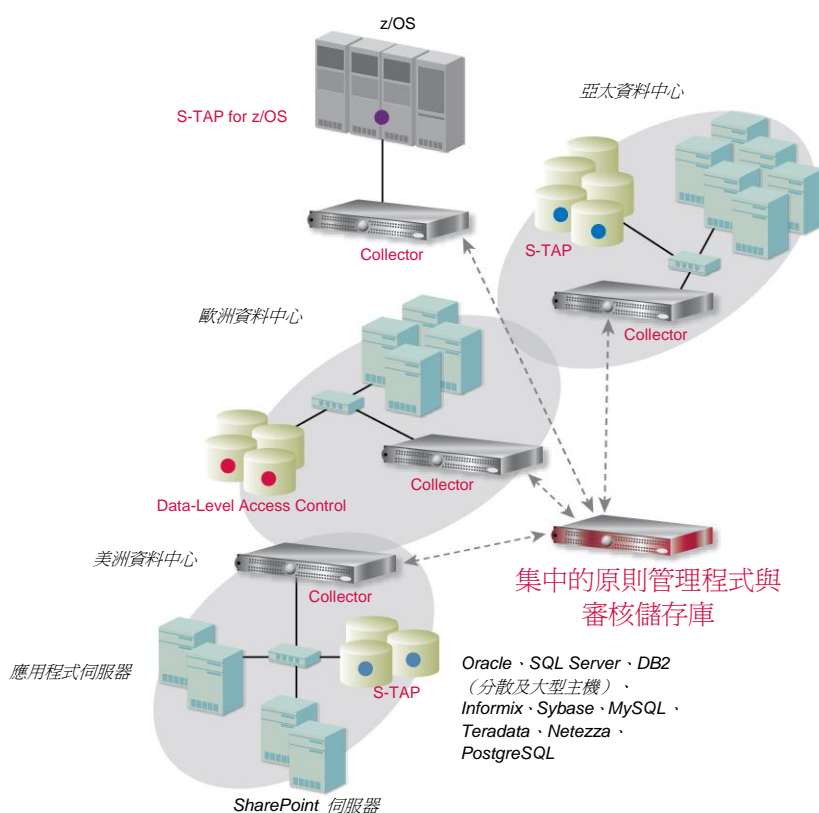 z/OS
S-TAP for z/OS
亞太資料中心
Collector
S-TAP
Collector
歐洲資料中心
Collector
Data-Level Access Control
美洲資料中心
Collector
集中的原則管理程式與
審核儲存庫
應用程式伺服器
S-TAP
Oracle、SQL Server、DB2
（分散及大型主機）、
Informix、Sybase、MySQL、
Teradata、Netezza、
PostgreSQL
SharePoint 伺服器